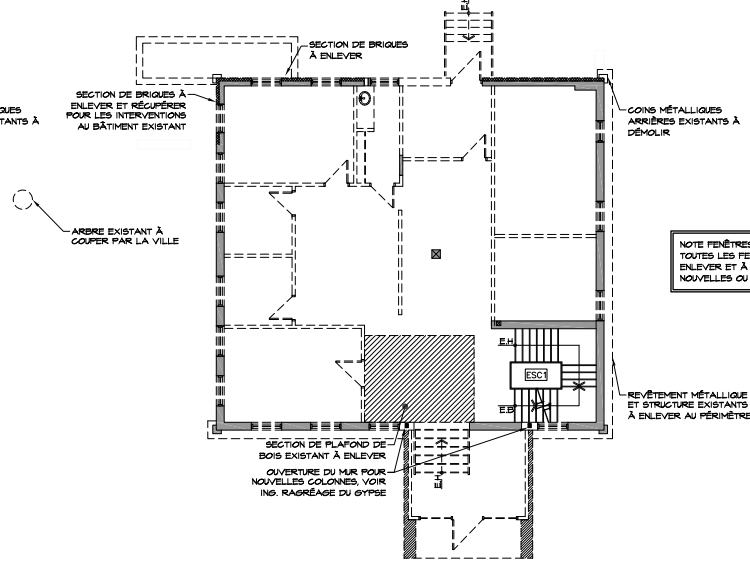 E.H.
SECTION DE BRIQUES
À ENLEVER
SECTION DE BRIQUES À
ENLEVER ET RÉCUPÉRER
POUR LES INTERVENTIONS
AU BÂTIMENT EXISTANT
QUES
TANTS À
COINS MÉTALLIQUES
ARRIÈRES EXISTANTS À
DÉMOLIR
ARBRE EXISTANT À
COUPER PAR LA VILLE
NOTE FENÊTRES
TOUTES LES FE
ENLEVER ET À
NOUVELLES OU
E.H.
ESC1
E.B.
REVÊTEMENT MÉTALLIQUE
ET STRUCTURE EXISTANTS
À ENLEVER AU PÉRIMÈTRE
SECTION DE PLAFOND DE
BOIS EXISTANT À ENLEVER
OUVERTURE DU MUR POUR
NOUVELLES COLONNES, VOIR
ING. RAGRÉAGE DU GYPSE
E.H.